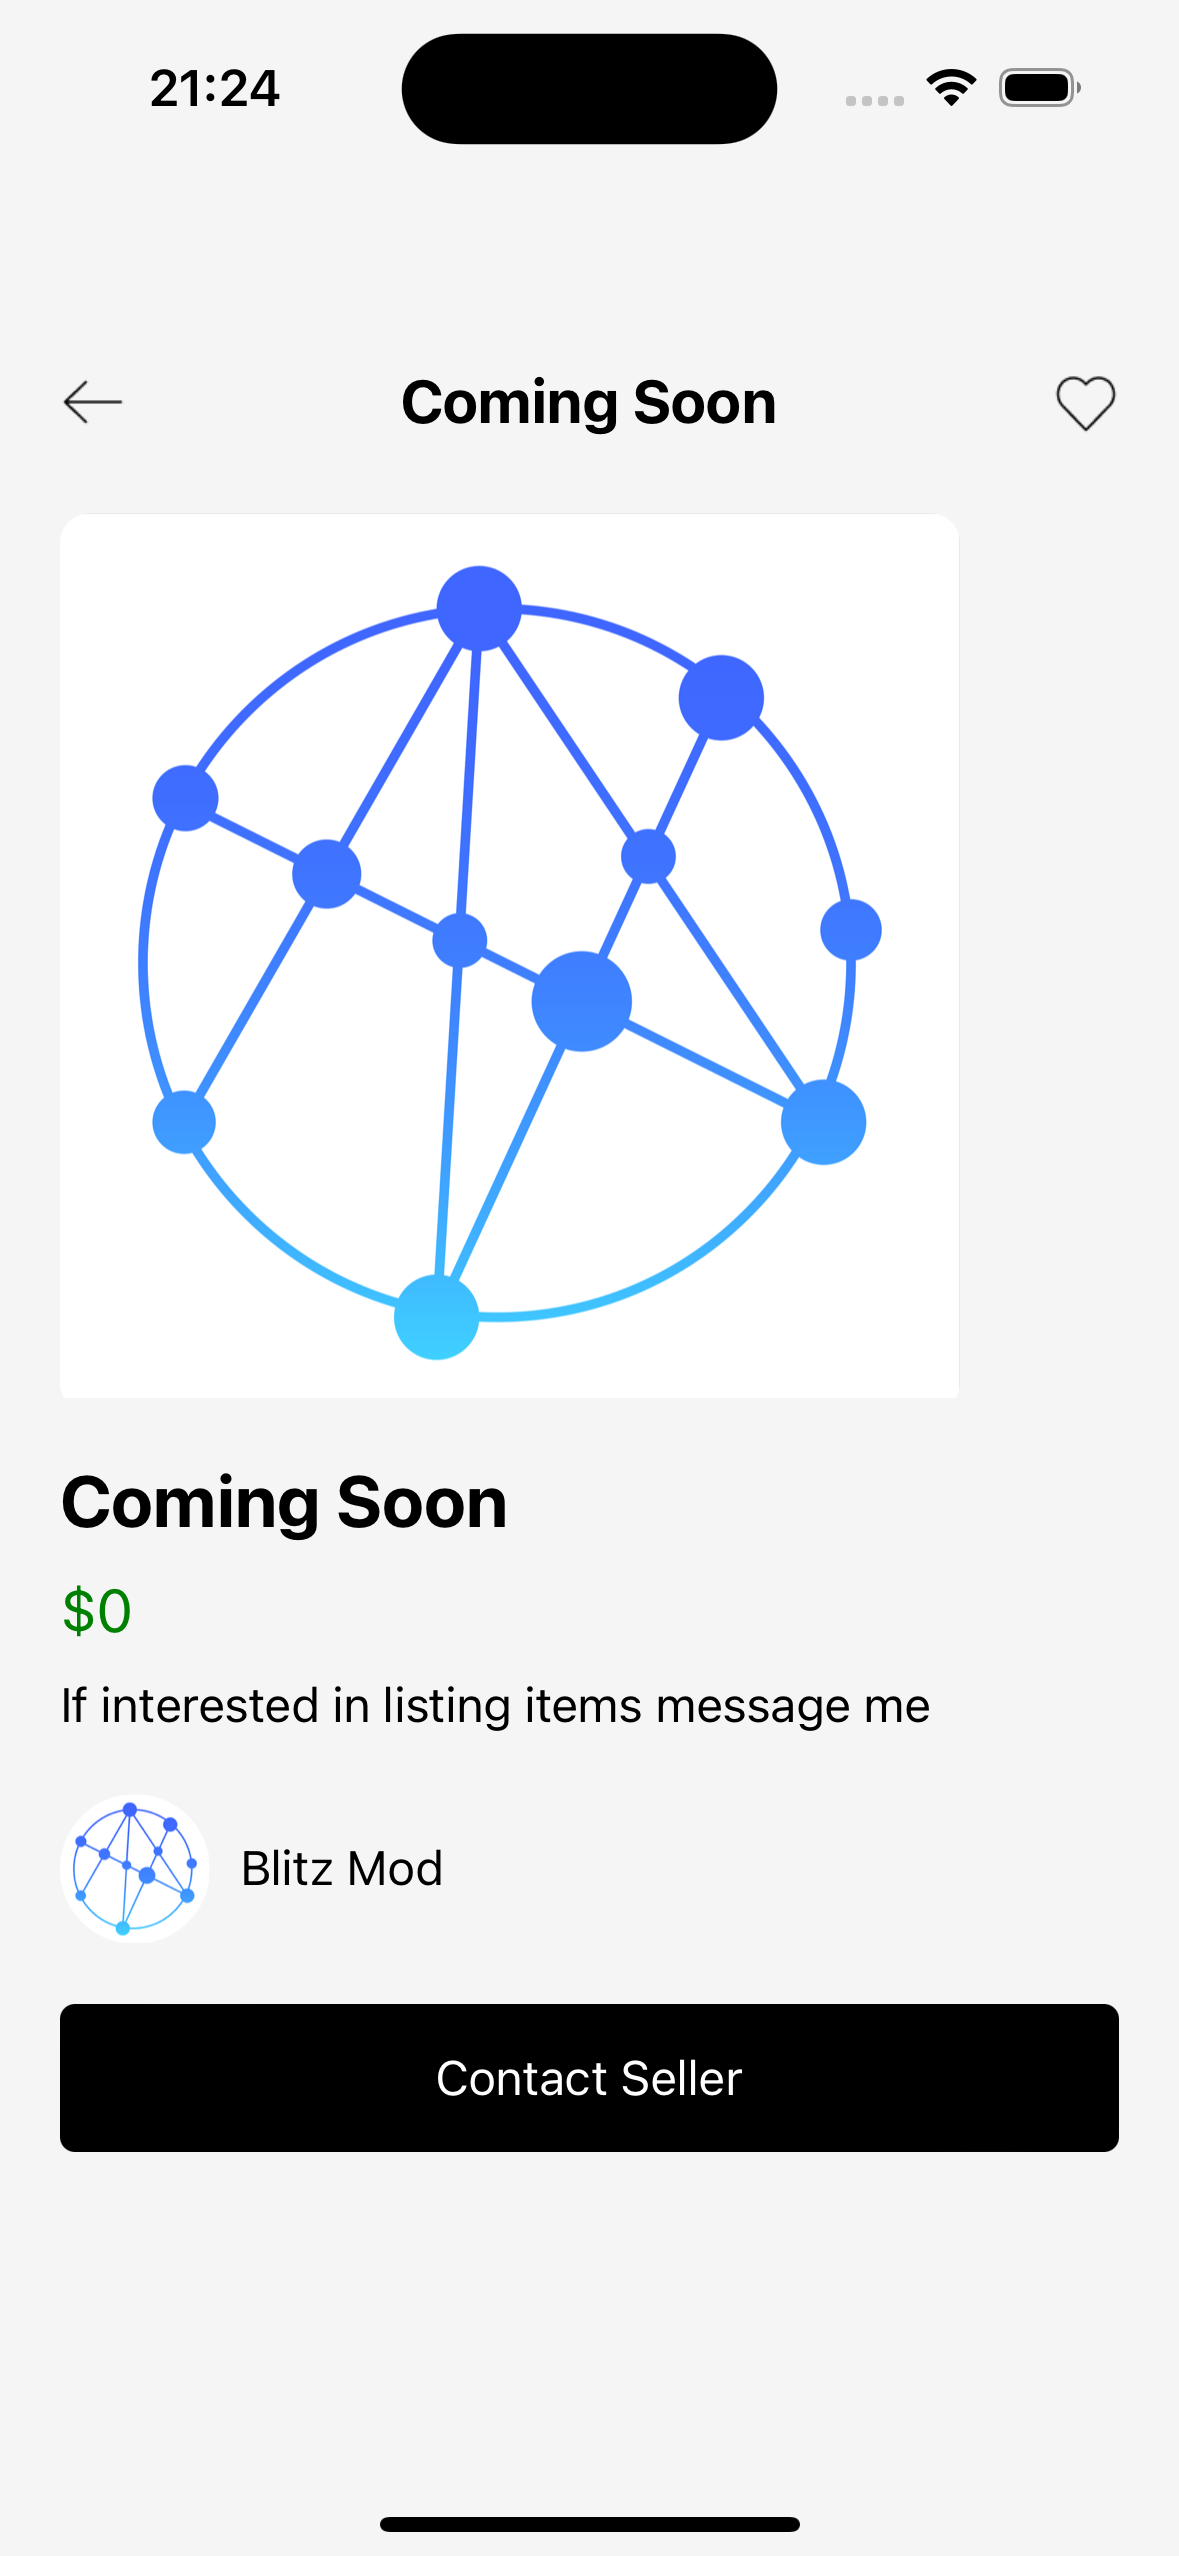 21:24
Coming Soon
Coming Soon
$0
If interested in listing items message me
Blitz Mod
Contact Seller